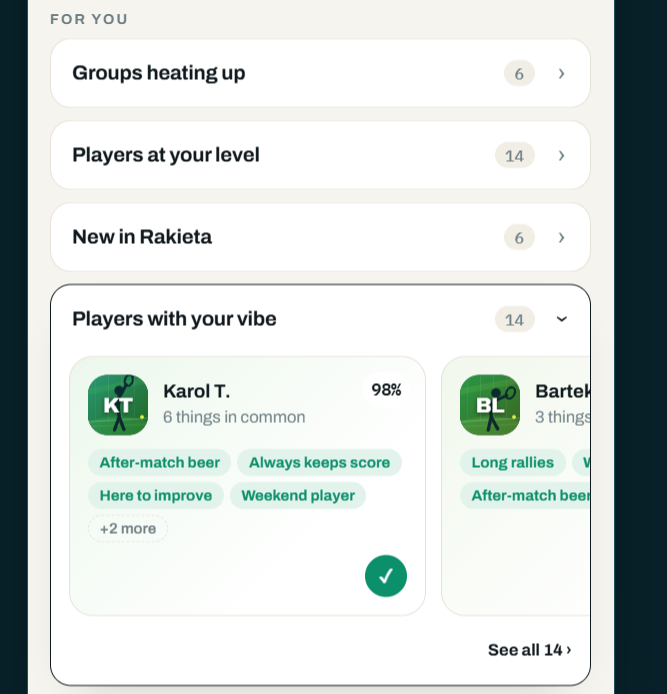 FOR YOU
Groups heating up 6 ›
Players at your level 14 ›
New in Rakieta 6 ›
Players with your vibe 14
KT Karol T. 98%
6 things in common
After-match beer Always keeps score
Here to improve Weekend player
+2 more
BL Bartek
3 things
Long rallies
After-match beer
See all 14 ›